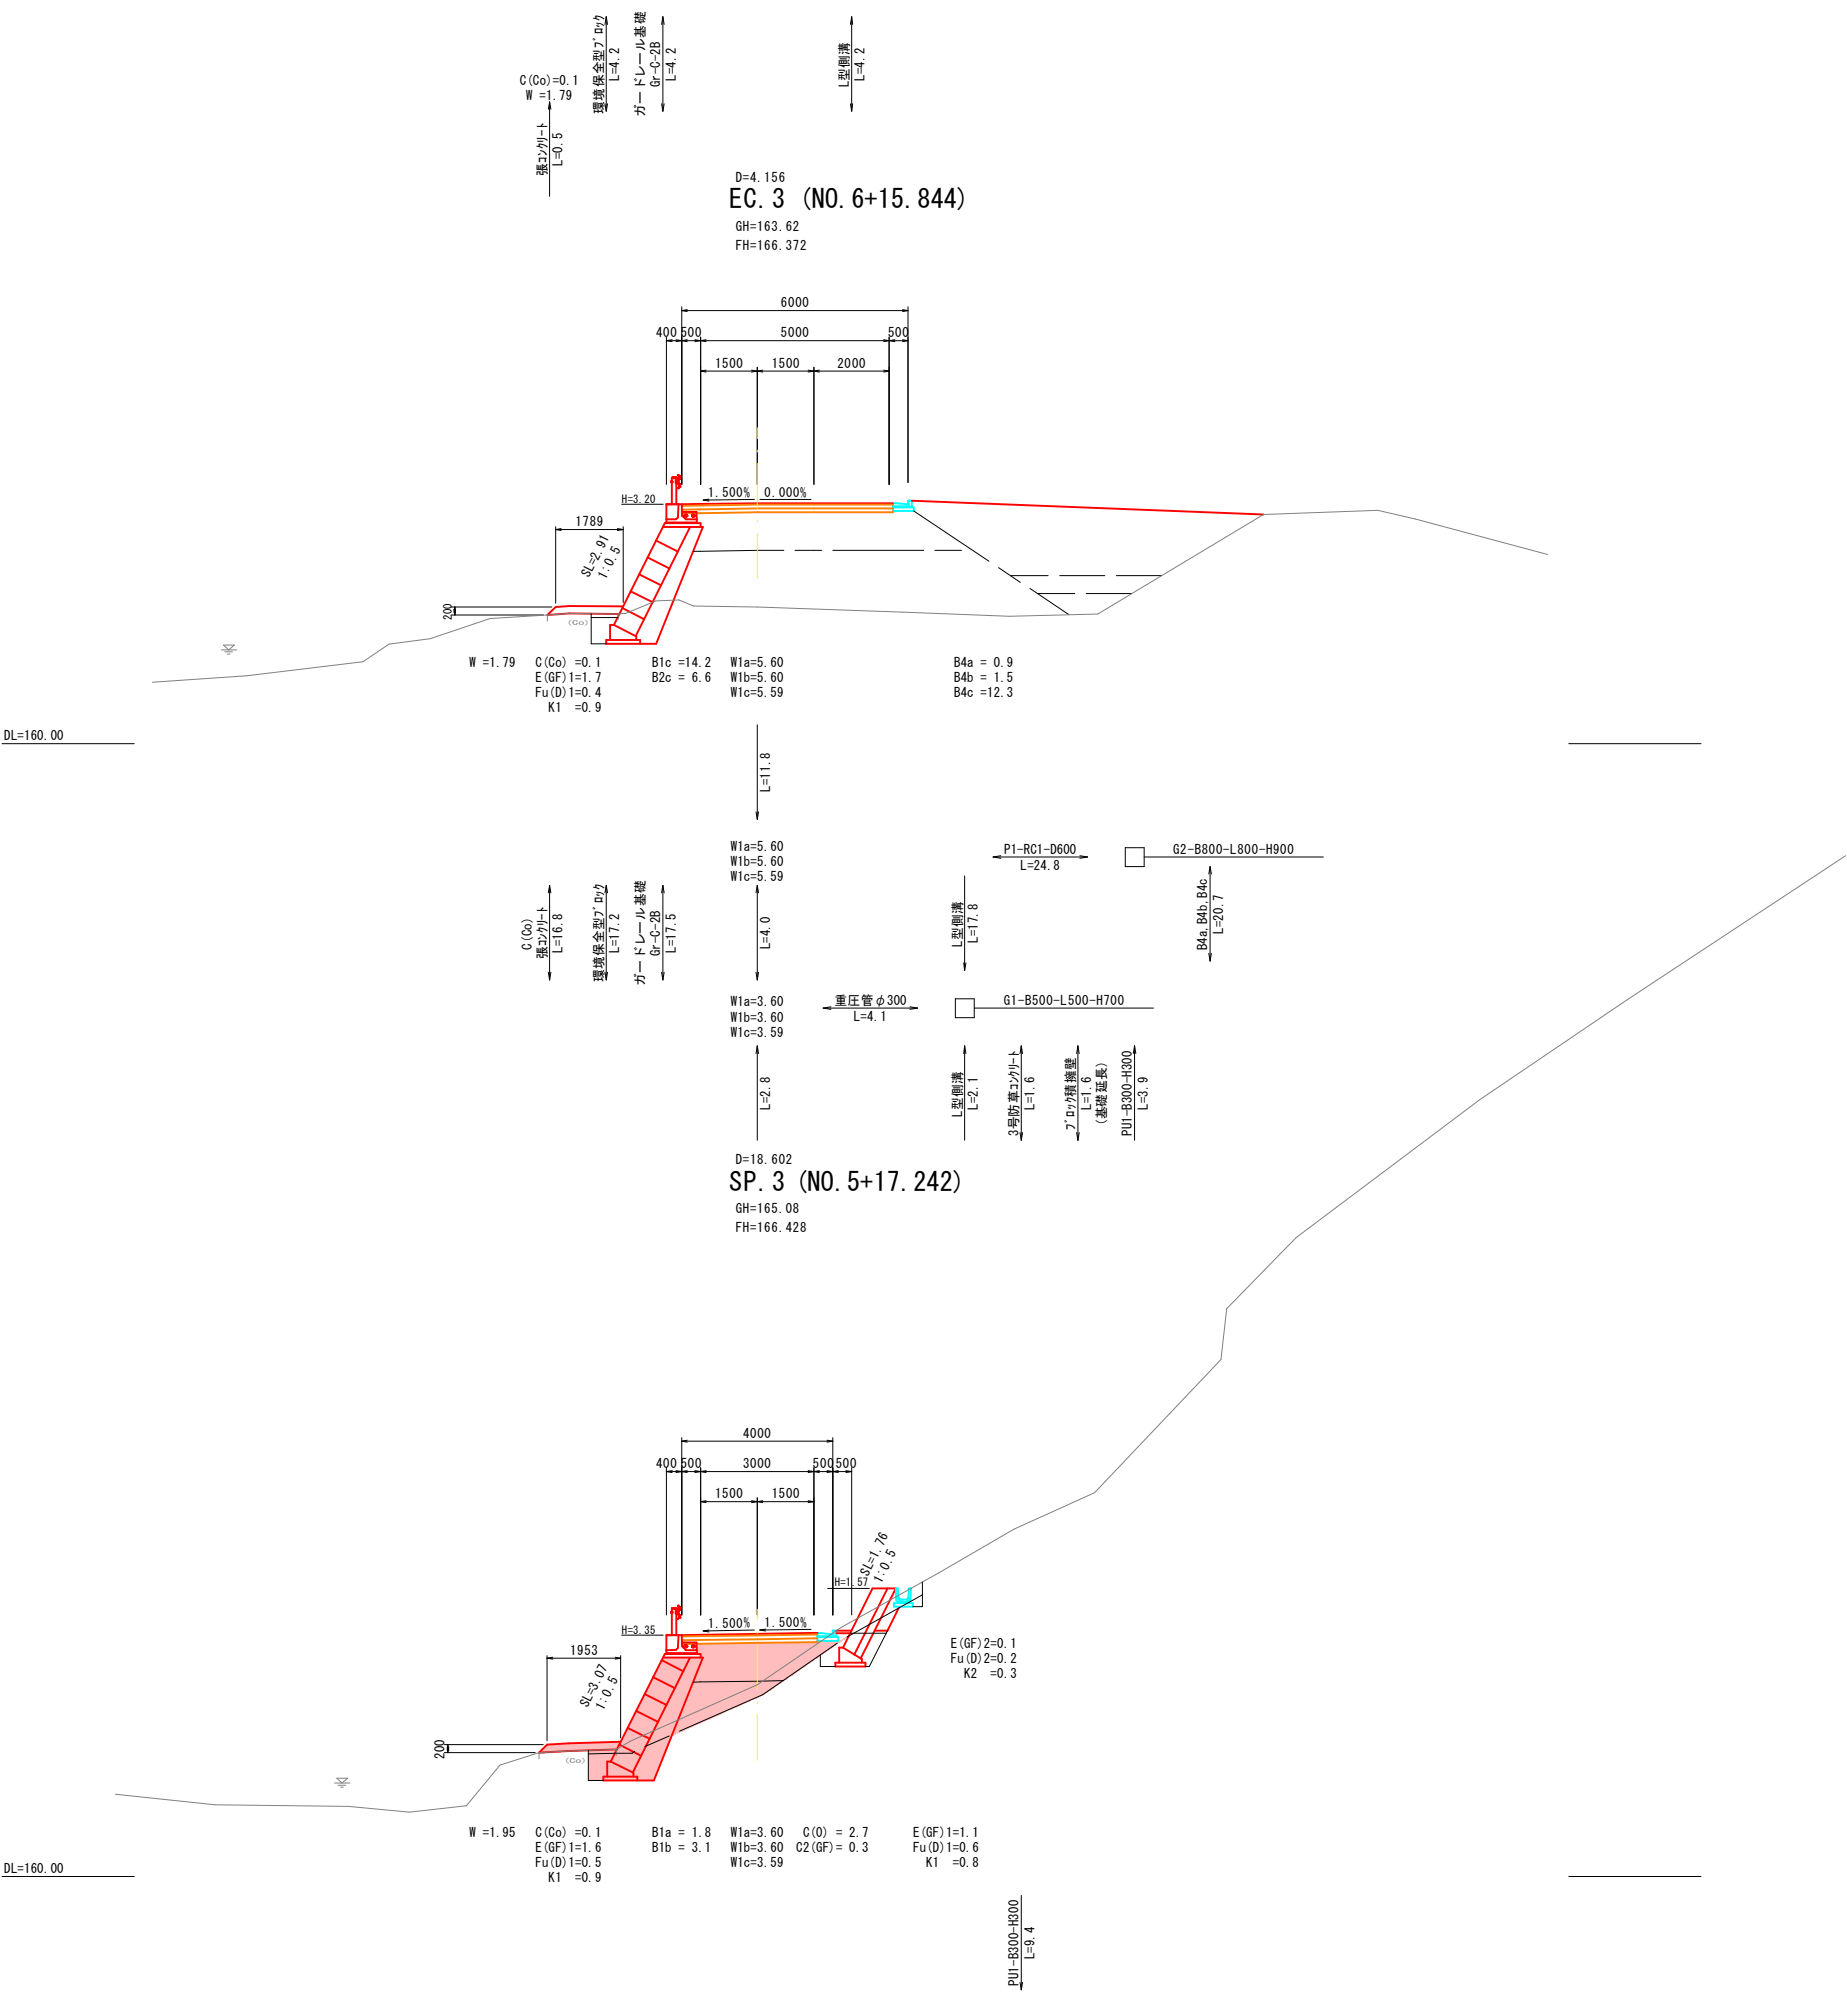 環境保全型ﾌﾞﾛｯｸ
L=4.2
ガードレール基礎
Gr-C-2B
L=4.2
L型側溝
L=4.2
C(Co)=0.1
W =1.79
張ｺﾝｸﾘｰﾄ
L=0.5
D=4.156
EC.3 (NO.6+15.844)
GH=163.62
FH=166.372
6000
400 500 5000 500
1500 1500 2000
H=3.20
1.500% 0.000%
1789
SL=2.91
1:0.5
200
(Co)
W =1.79 C(Co) =0.1 B1c =14.2 W1a=5.60 B4a = 0.9
E(GF)1=1.7 B2c = 6.6 W1b=5.60 B4b = 1.5
Fu(D)1=0.4 W1c=5.59 B4c =12.3
K1 =0.9
DL=160.00
L=11.8
W1a=5.60
W1b=5.60
W1c=5.59
P1-RC1-D600
L=24.8
G2-B800-L800-H900
C(Co)
張ｺﾝｸﾘｰﾄ
L=16.8
環境保全型ﾌﾞﾛｯｸ
L=17.2
ガードレール基礎
Gr-C-2B
L=17.5
L=4.0
L型側溝
L=17.8
B4a,B4b,B4c
L=20.7
W1a=3.60
W1b=3.60
W1c=3.59
重圧管φ300
L=4.1
G1-B500-L500-H700
L=2.8
L型側溝
L=2.1
3号防草ｺﾝｸﾘｰﾄ
L=1.6
ﾌﾞﾛｯｸ積擁壁
L=1.6
(基礎延長)
PU1-B300-H300
L=3.9
D=18.602
SP.3 (NO.5+17.242)
GH=165.08
FH=166.428
4000
400 500 3000 500 500
1500 1500
SL=1.76
1:0.5
H=1.57
H=3.35
1.500% 1.500%
1953
SL=3.07
1:0.5
200
(Co)
E(GF)2=0.1
Fu(D)2=0.2
K2 =0.3
W =1.95 C(Co) =0.1 B1a = 1.8 W1a=3.60 C(O) = 2.7 E(GF)1=1.1
E(GF)1=1.6 B1b = 3.1 W1b=3.60 C2(GF)= 0.3 Fu(D)1=0.6
Fu(D)1=0.5 W1c=3.59 K1 =0.8
K1 =0.9
DL=160.00
PU1-B300-H300
L=9.4